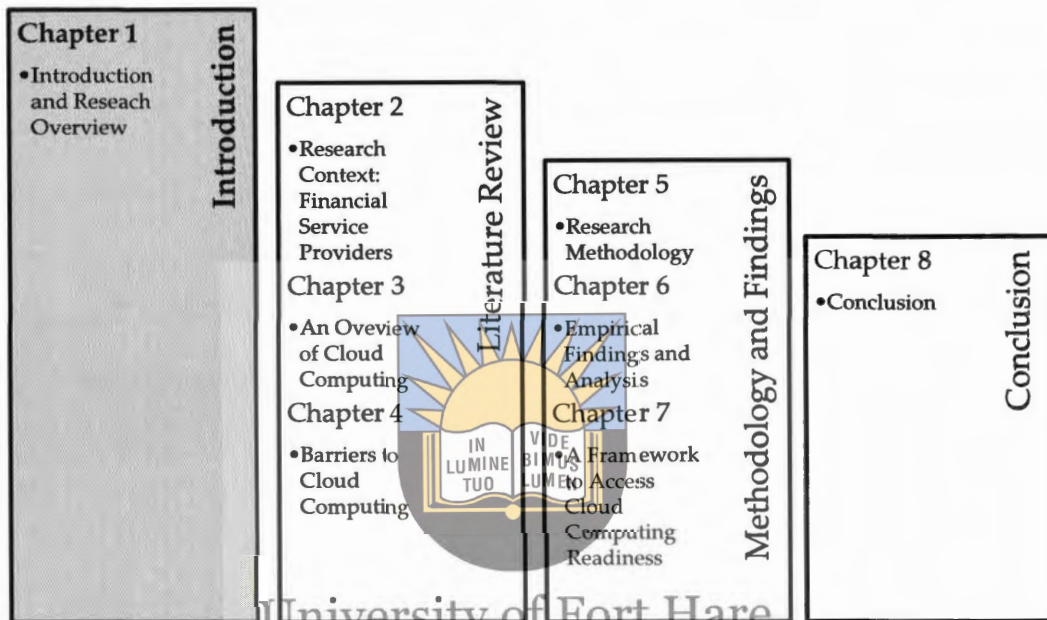 Chapter 1
•Introduction
and Reseach
Overview
Introduction
Chapter 2
•Research
Context:
Financial
Service
Providers
Chapter 3
•An Oveview
of Cloud
Computing
Chapter 4
•Barriers to
Cloud
Computing
Literature Review
Chapter 5
•Research
Methodology
Chapter 6
•Empirical
Findings and
Analysis
Chapter 7
•A Framework
to Access
Cloud
Computing
Readiness
Methodology and Findings
Chapter 8
•Conclusion
Conclusion
IN
LUMINE
TUO
VIDE
BIMUS
LUMEN
University of Fort Hare